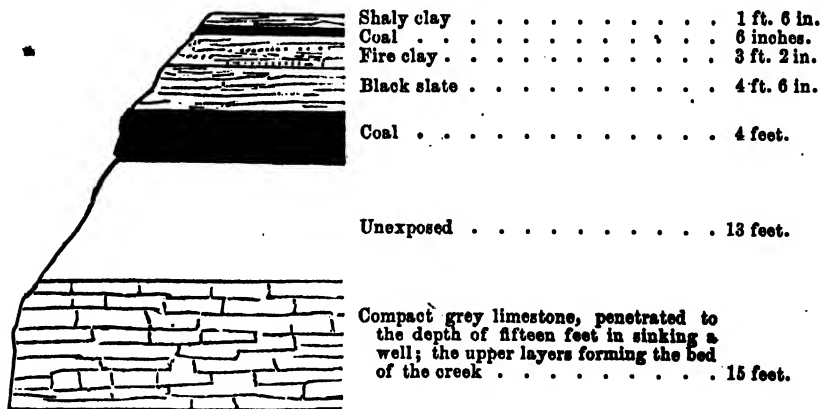 Shaly clay . . . . . . . . . . . 1 ft. 6 in.
Coal . . . . . . . . . . . . . 6 inches.
Fire clay . . . . . . . . . . . . 3 ft. 2 in.
Black slate . . . . . . . . . . . 4 ft. 6 in.
Coal . . . . . . . . . . . . . 4 feet.
Unexposed . . . . . . . . . . . 13 feet.
Compact grey limestone, penetrated to
the depth of fifteen feet in sinking a
well; the upper layers forming the bed
of the creek . . . . . . . . . . 15 feet.